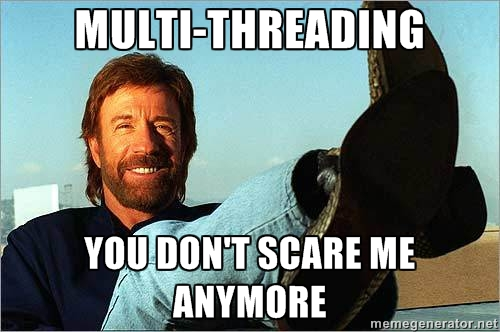 MULTI-THREADING
YOU DON'T SCARE ME
ANYMORE
memegenerator.net